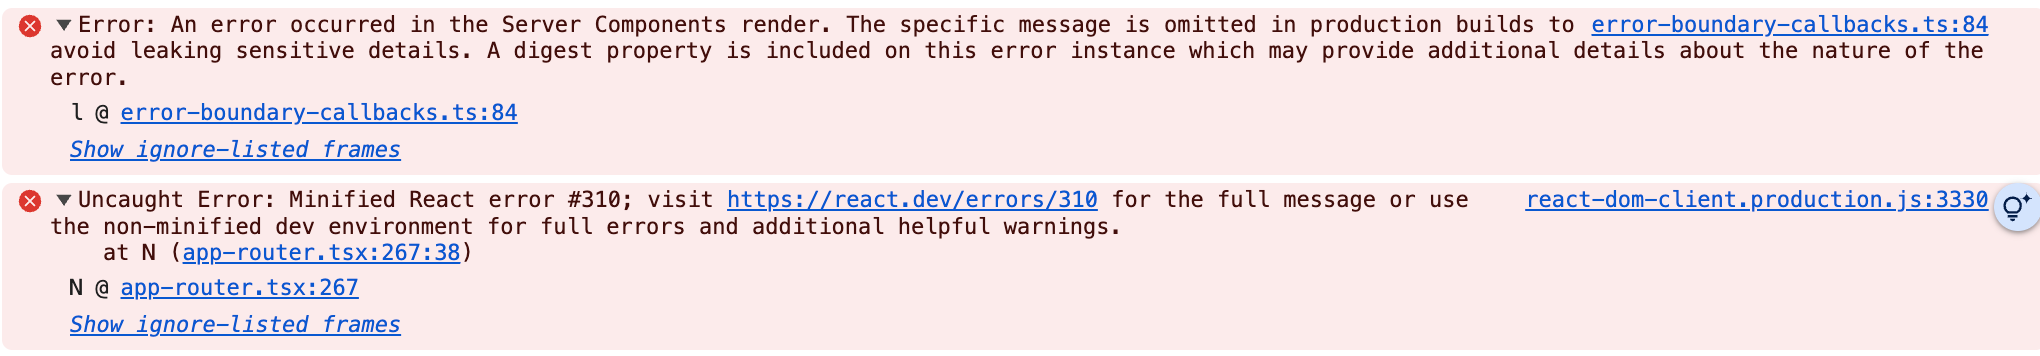 Error: An error occurred in the Server Components render. The specific message is omitted in production builds to error-boundary-callbacks.ts:84
avoid leaking sensitive details. A digest property is included on this error instance which may provide additional details about the nature of the
error.
l @ error-boundary-callbacks.ts:84
Show ignore-listed frames
Uncaught Error: Minified React error #310; visit https://react.dev/errors/310 for the full message or use react-dom-client.production.js:3330
the non-minified dev environment for full errors and additional helpful warnings.
at N (app-router.tsx:267:38)
N @ app-router.tsx:267
Show ignore-listed frames